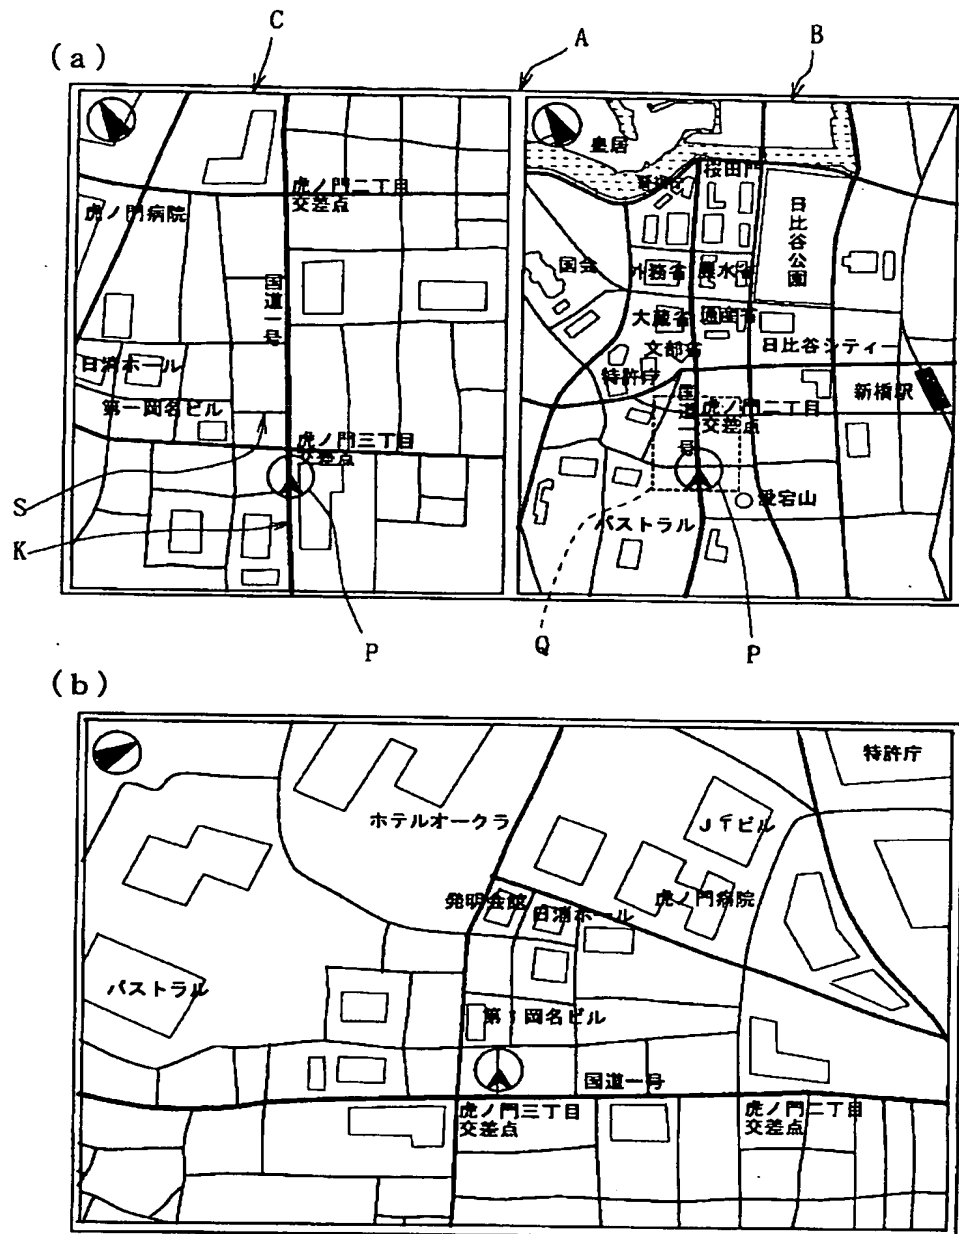 (a)
C
A
B
虎ノ門二丁目
交差点
虎ノ門病院
国道一号
日消ホール
第一岡名ビル
虎ノ門三丁目
交差点
S
K
P
皇居
桜田門
日比谷公園
国会
外務省
農水省
大蔵省
通産省
文部省
日比谷シティー
特許庁
新橋駅
国道一号
虎ノ門二丁目
交差点
愛宕山
パストラル
Q
P
(b)
特許庁
ホテルオークラ
JTビル
発明会館
日消ホール
虎ノ門病院
パストラル
第1岡名ビル
国道一号
虎ノ門三丁目
交差点
虎ノ門二丁目
交差点